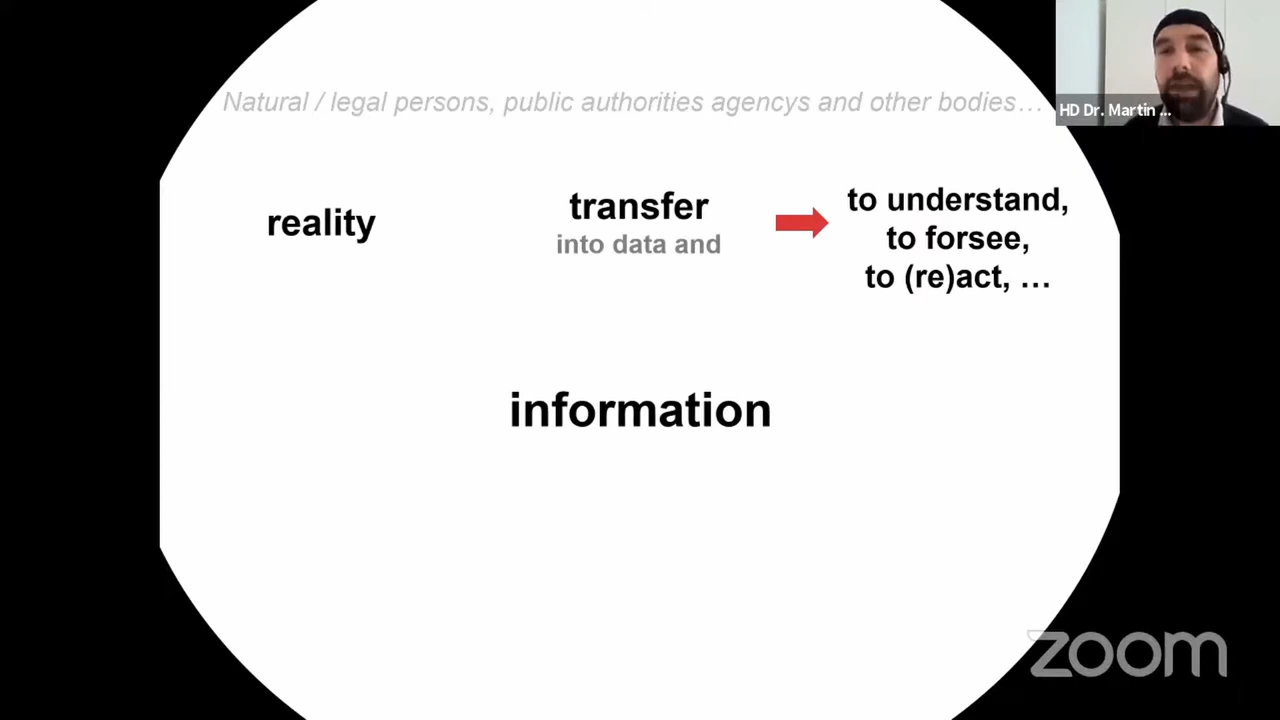 Natural / legal persons, public authorities agencys and other bodies…
HD Dr. Martin ...
reality
transfer
into data and
to understand,
to forsee,
to (re)act, …
information
zoom